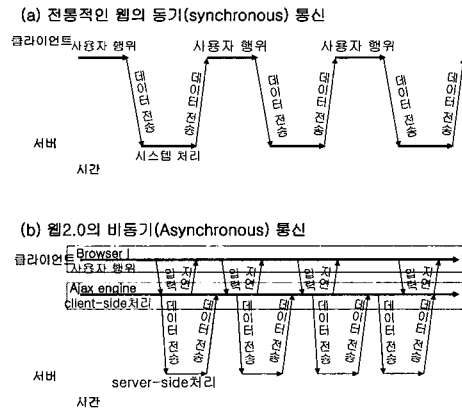 (a) 전통적인 웹의 동기(synchronous) 통신
클라이언트 사용자 행위 사용자 행위 사용자 행위
데이터 전송 데이터 전송 데이터 전송 데이터 전송 데이터 전송 데이터 전송
서버
시스템 처리
시간
(b) 웹2.0의 비동기(Asynchronous) 통신
클라이언트 Browser I
사용자 행위
입력 지연 입력 지연 입력 지연 입력 지연
Ajax engine
client-side처리
데이터 전송 데이터 전송 데이터 전송 데이터 전송 데이터 전송 데이터 전송 데이터 전송 데이터 전송
서버
server-side처리
시간